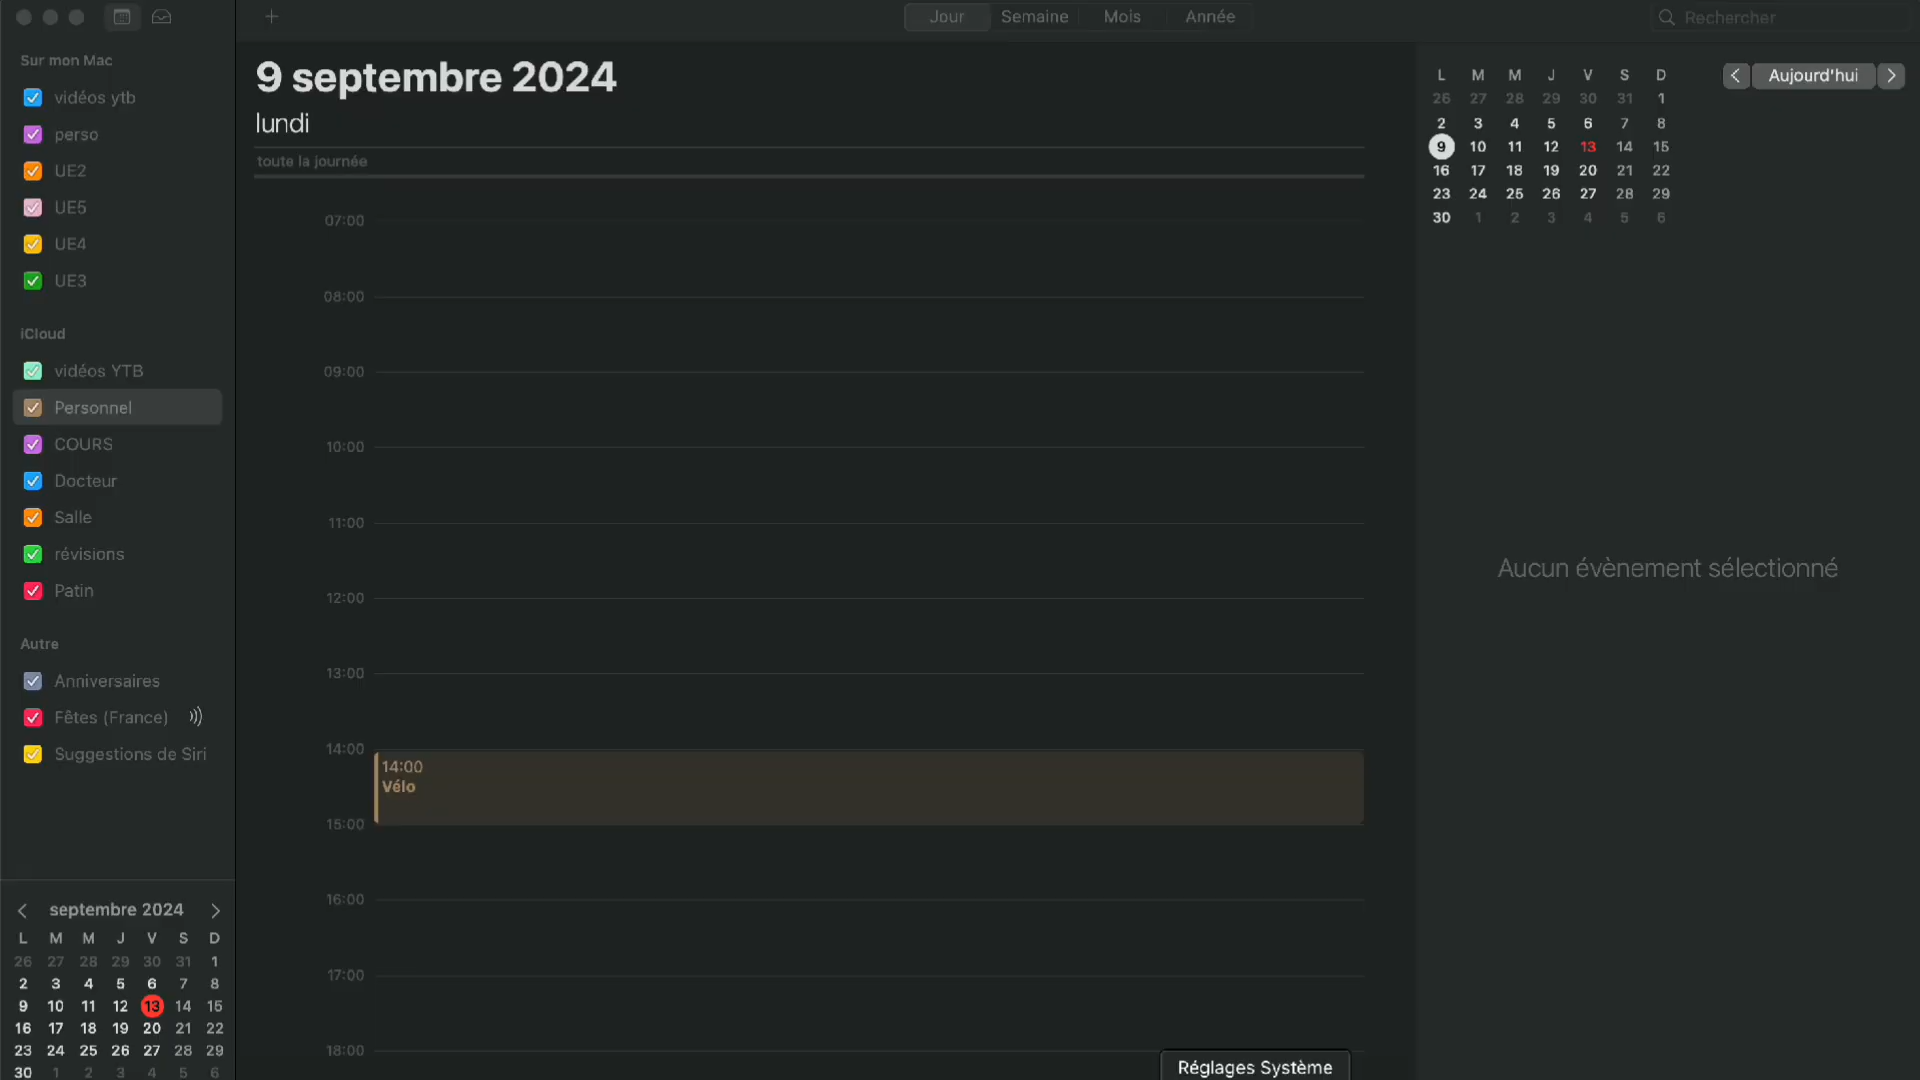 Jour Semaine Mois Année
Rechercher
Sur mon Mac
vidéos ytb
perso
UE2
UE5
UE4
UE3
iCloud
vidéos YTB
Personnel
COURS
Docteur
Salle
révisions
Patin
Autre
Anniversaires
Fêtes (France)
Suggestions de Siri
septembre 2024
L M M J V S D
26 27 28 29 30 31 1
2 3 4 5 6 7 8
9 10 11 12 13 14 15
16 17 18 19 20 21 22
23 24 25 26 27 28 29
30 1 2 3 4 5 6
9 septembre 2024
lundi
toute la journée
07:00
08:00
09:00
10:00
11:00
12:00
13:00
14:00
14:00
Vélo
15:00
16:00
17:00
18:00
Réglages Système
L M M J V S D
26 27 28 29 30 31 1
2 3 4 5 6 7 8
9 10 11 12 13 14 15
16 17 18 19 20 21 22
23 24 25 26 27 28 29
30 1 2 3 4 5 6
Aujourd'hui
Aucun évènement sélectionné